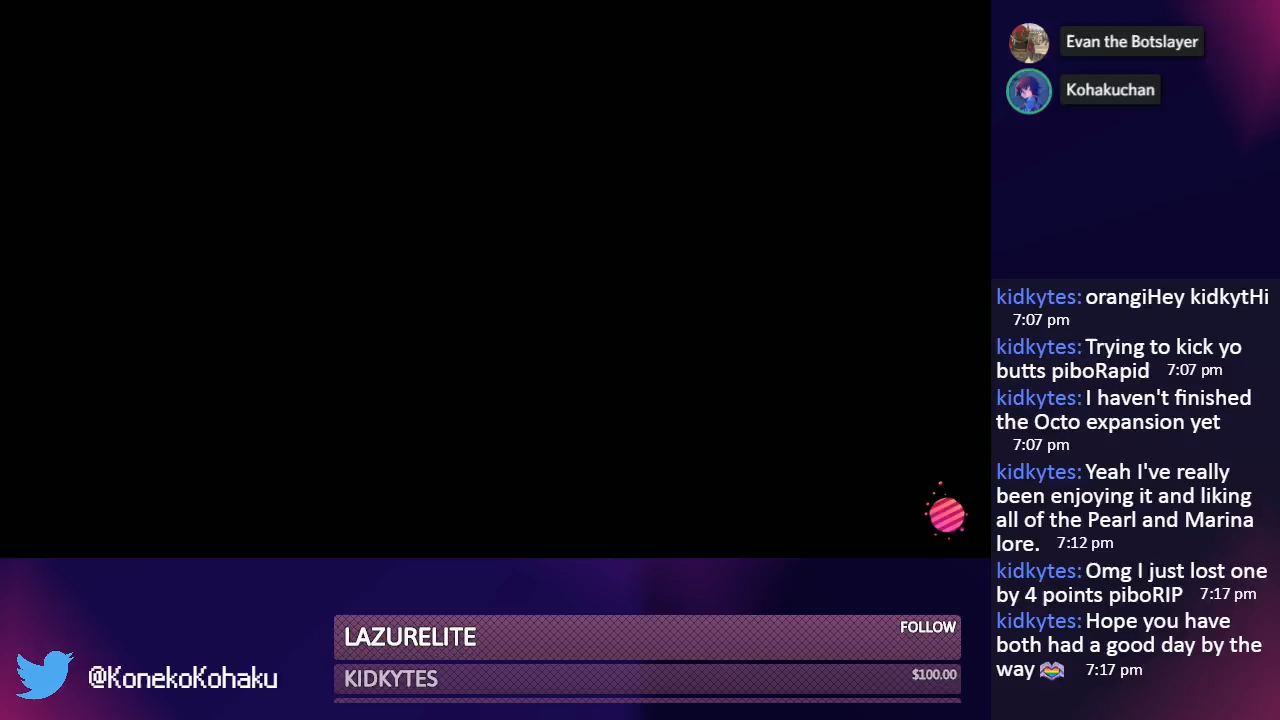 Evan the Botslayer
Kohakuchan
kidkytes: orangiHey kidkytHi
7:07 pm
kidkytes: Trying to kick yo
butts piboRapid 7:07 pm
kidkytes: I haven't finished
the Octo expansion yet
7:07 pm
kidkytes: Yeah I've really
been enjoying it and liking
all of the Pearl and Marina
lore. 7:12 pm
kidkytes: Omg I just lost one
by 4 points piboRIP 7:17 pm
kidkytes: Hope you have
both had a good day by the
way 7:17 pm
LAZURELITE FOLLOW
KIDKYTES $100.00
@KonekoKohaku